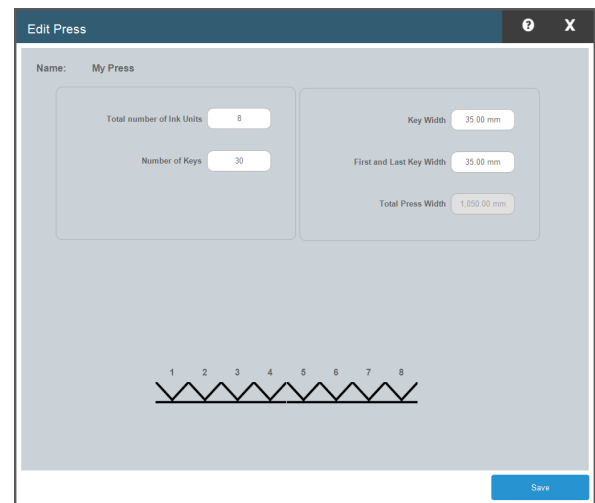 Edit Press
? X
Name: My Press
Total number of Ink Units 8
Number of Keys 30
Key Width 35.00 mm
First and Last Key Width 35.00 mm
Total Press Width 1,050.00 mm
1 2 3 4 5 6 7 8
Save